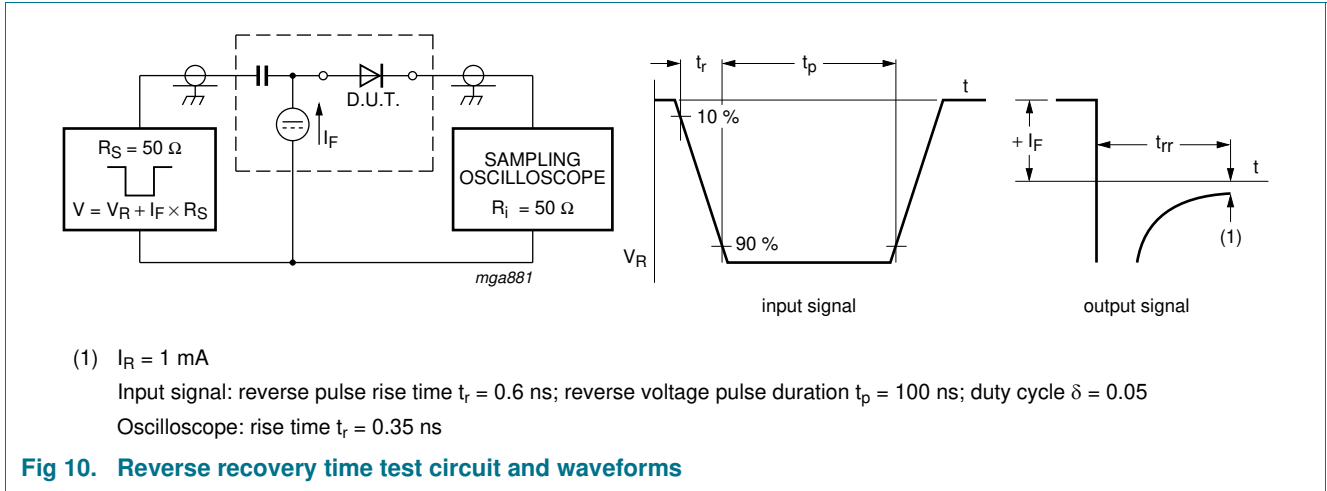 D.U.T.
I_F
R_S = 50 Ω
V = V_R + I_F × R_S
SAMPLING
OSCILLOSCOPE
R_i = 50 Ω
mga881
t_r
t_p
t
10 %
90 %
V_R
input signal
+ I_F
t_rr
t
(1)
output signal
(1) I_R = 1 mA
Input signal: reverse pulse rise time t_r = 0.6 ns; reverse voltage pulse duration t_p = 100 ns; duty cycle δ = 0.05
Oscilloscope: rise time t_r = 0.35 ns
Fig 10. Reverse recovery time test circuit and waveforms